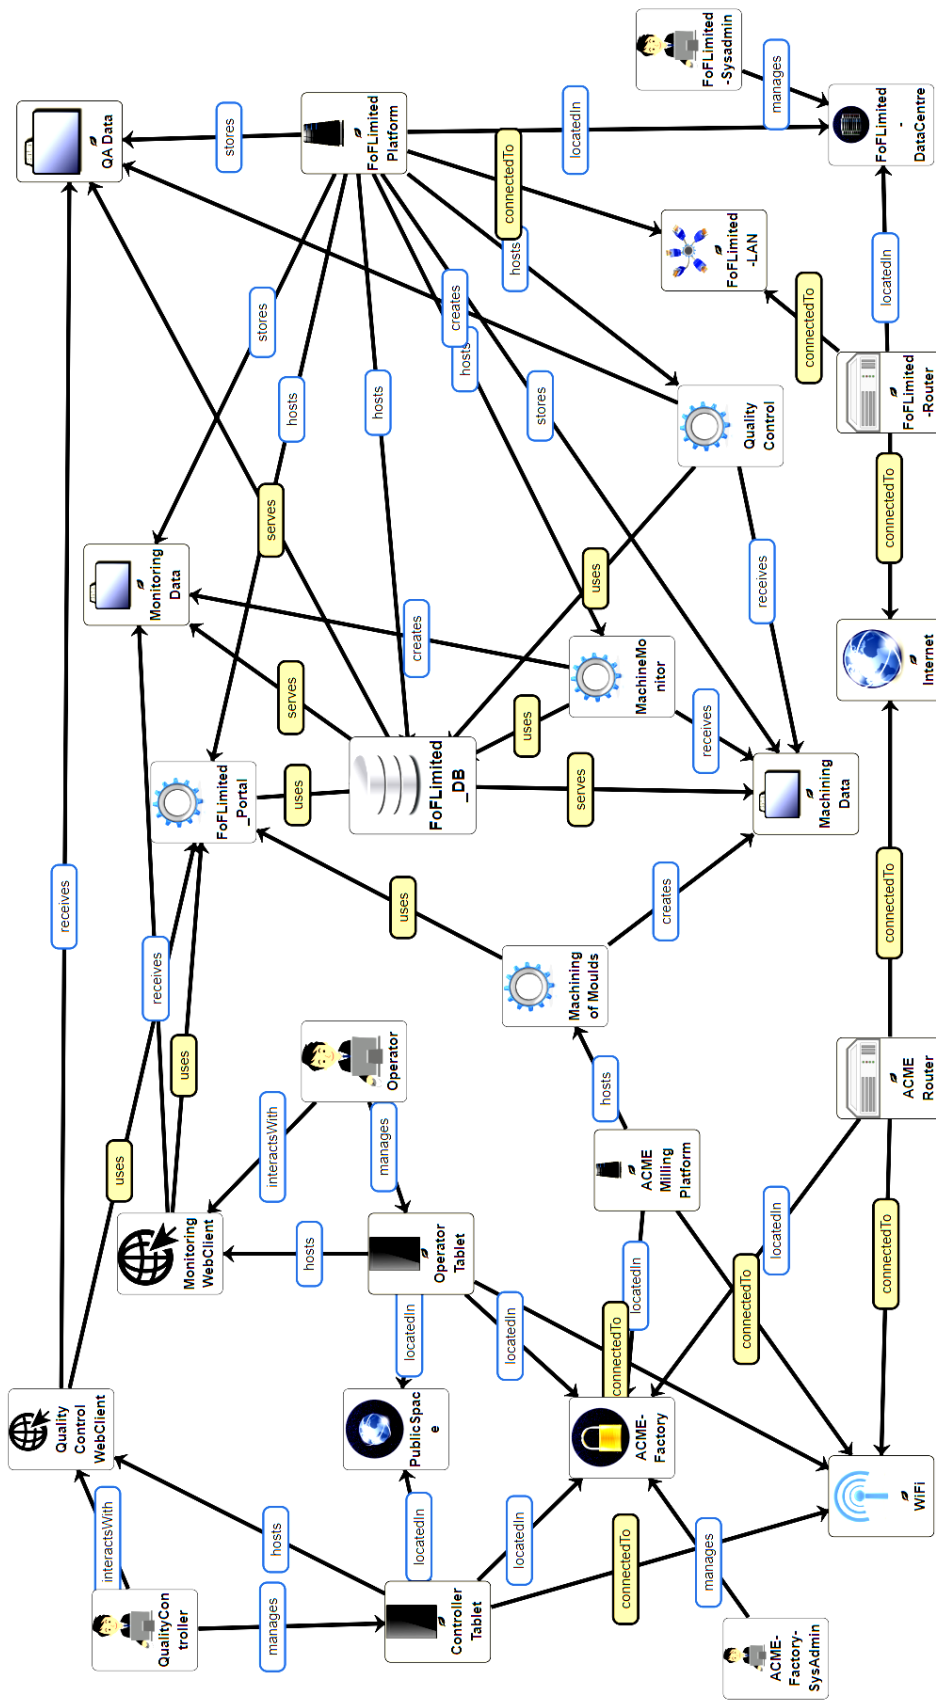 Quality
Control
WebClient
receives
QA Data
interactsWith
QualityCon
troller
uses
Monitoring
WebClient
receives
uses
Monitoring
Data
stores
manages
hosts
interactsWith
hosts
FoFLimited
_Portal
uses
serves
serves
stores
hosts
Operator
manages
hosts
FoFLimited
Platform
PublicSpac
e
locatedIn
locatedIn
Operator
Tablet
uses
creates
creates
hosts
Controller
Tablet
FoFLimited
_DB
uses
uses
stores
hosts
connectedTo
locatedIn
locatedIn
Machining
of Moulds
serves
locatedIn
connectedTo
connectedTo
locatedIn
hosts
ACME-
Factory
creates
MachineMo
nitor
receives
ACME
Milling
Platform
manages
connectedTo
locatedIn
receives
Quality
Control
FoFLimited
-LAN
FoFLimited
-Sysadmin
manages
ACME-
Factory-
SysAdmin
Machining
Data
connectedTo
connectedTo
connectedTo
connectedTo
locatedIn
WiFi
ACME
Router
Internet
FoFLimited
-Router
FoFLimited
-
DataCentre